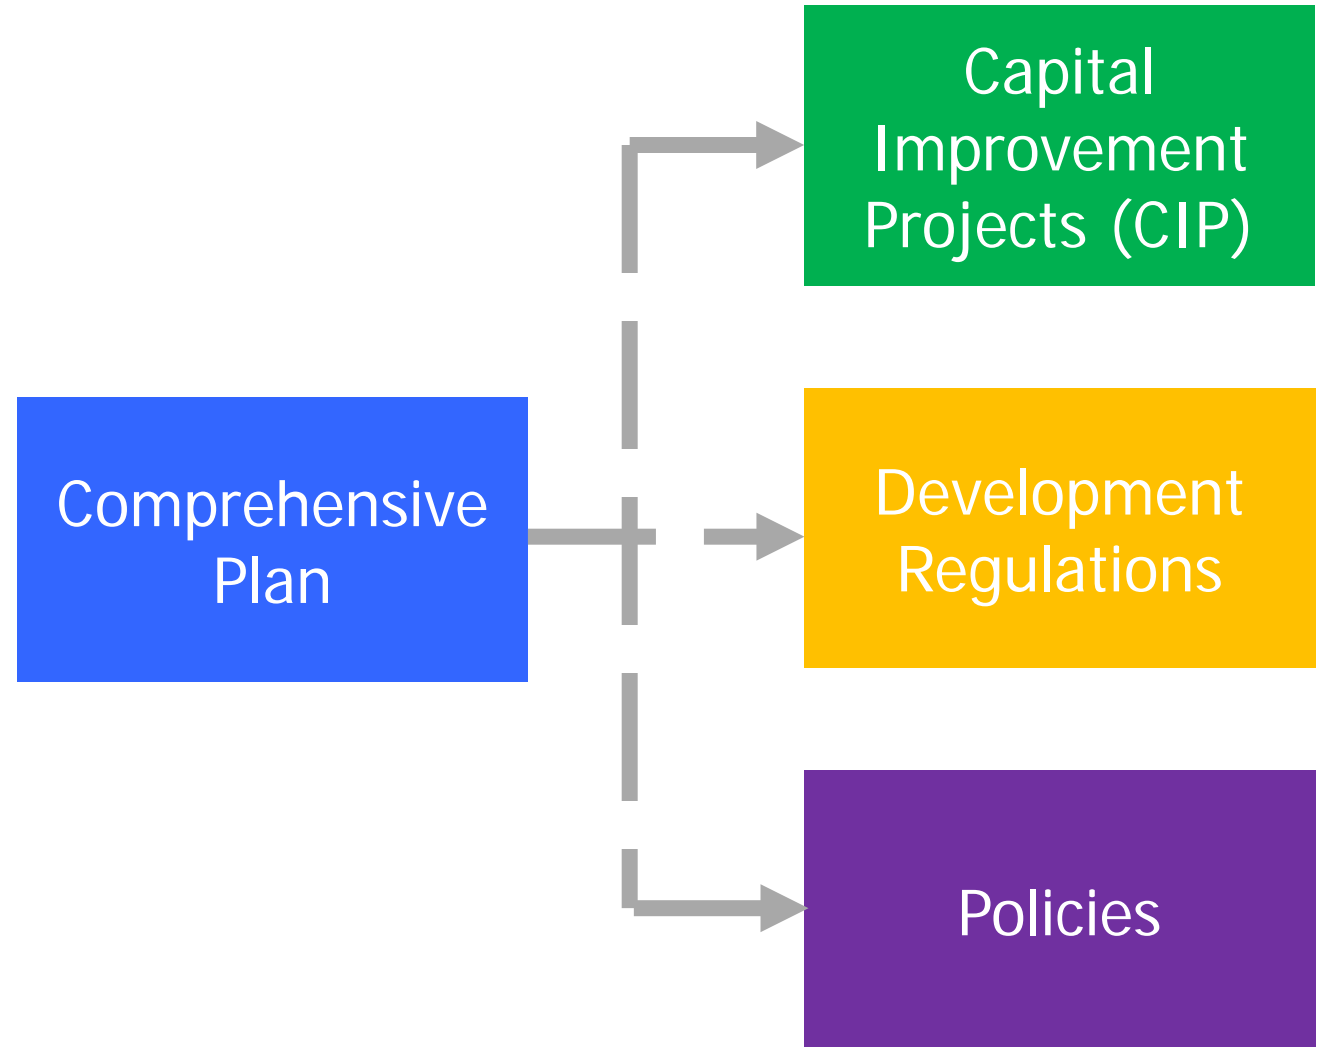 Capital
Improvement
Projects (CIP)
Comprehensive
Plan
Development
Regulations
Policies